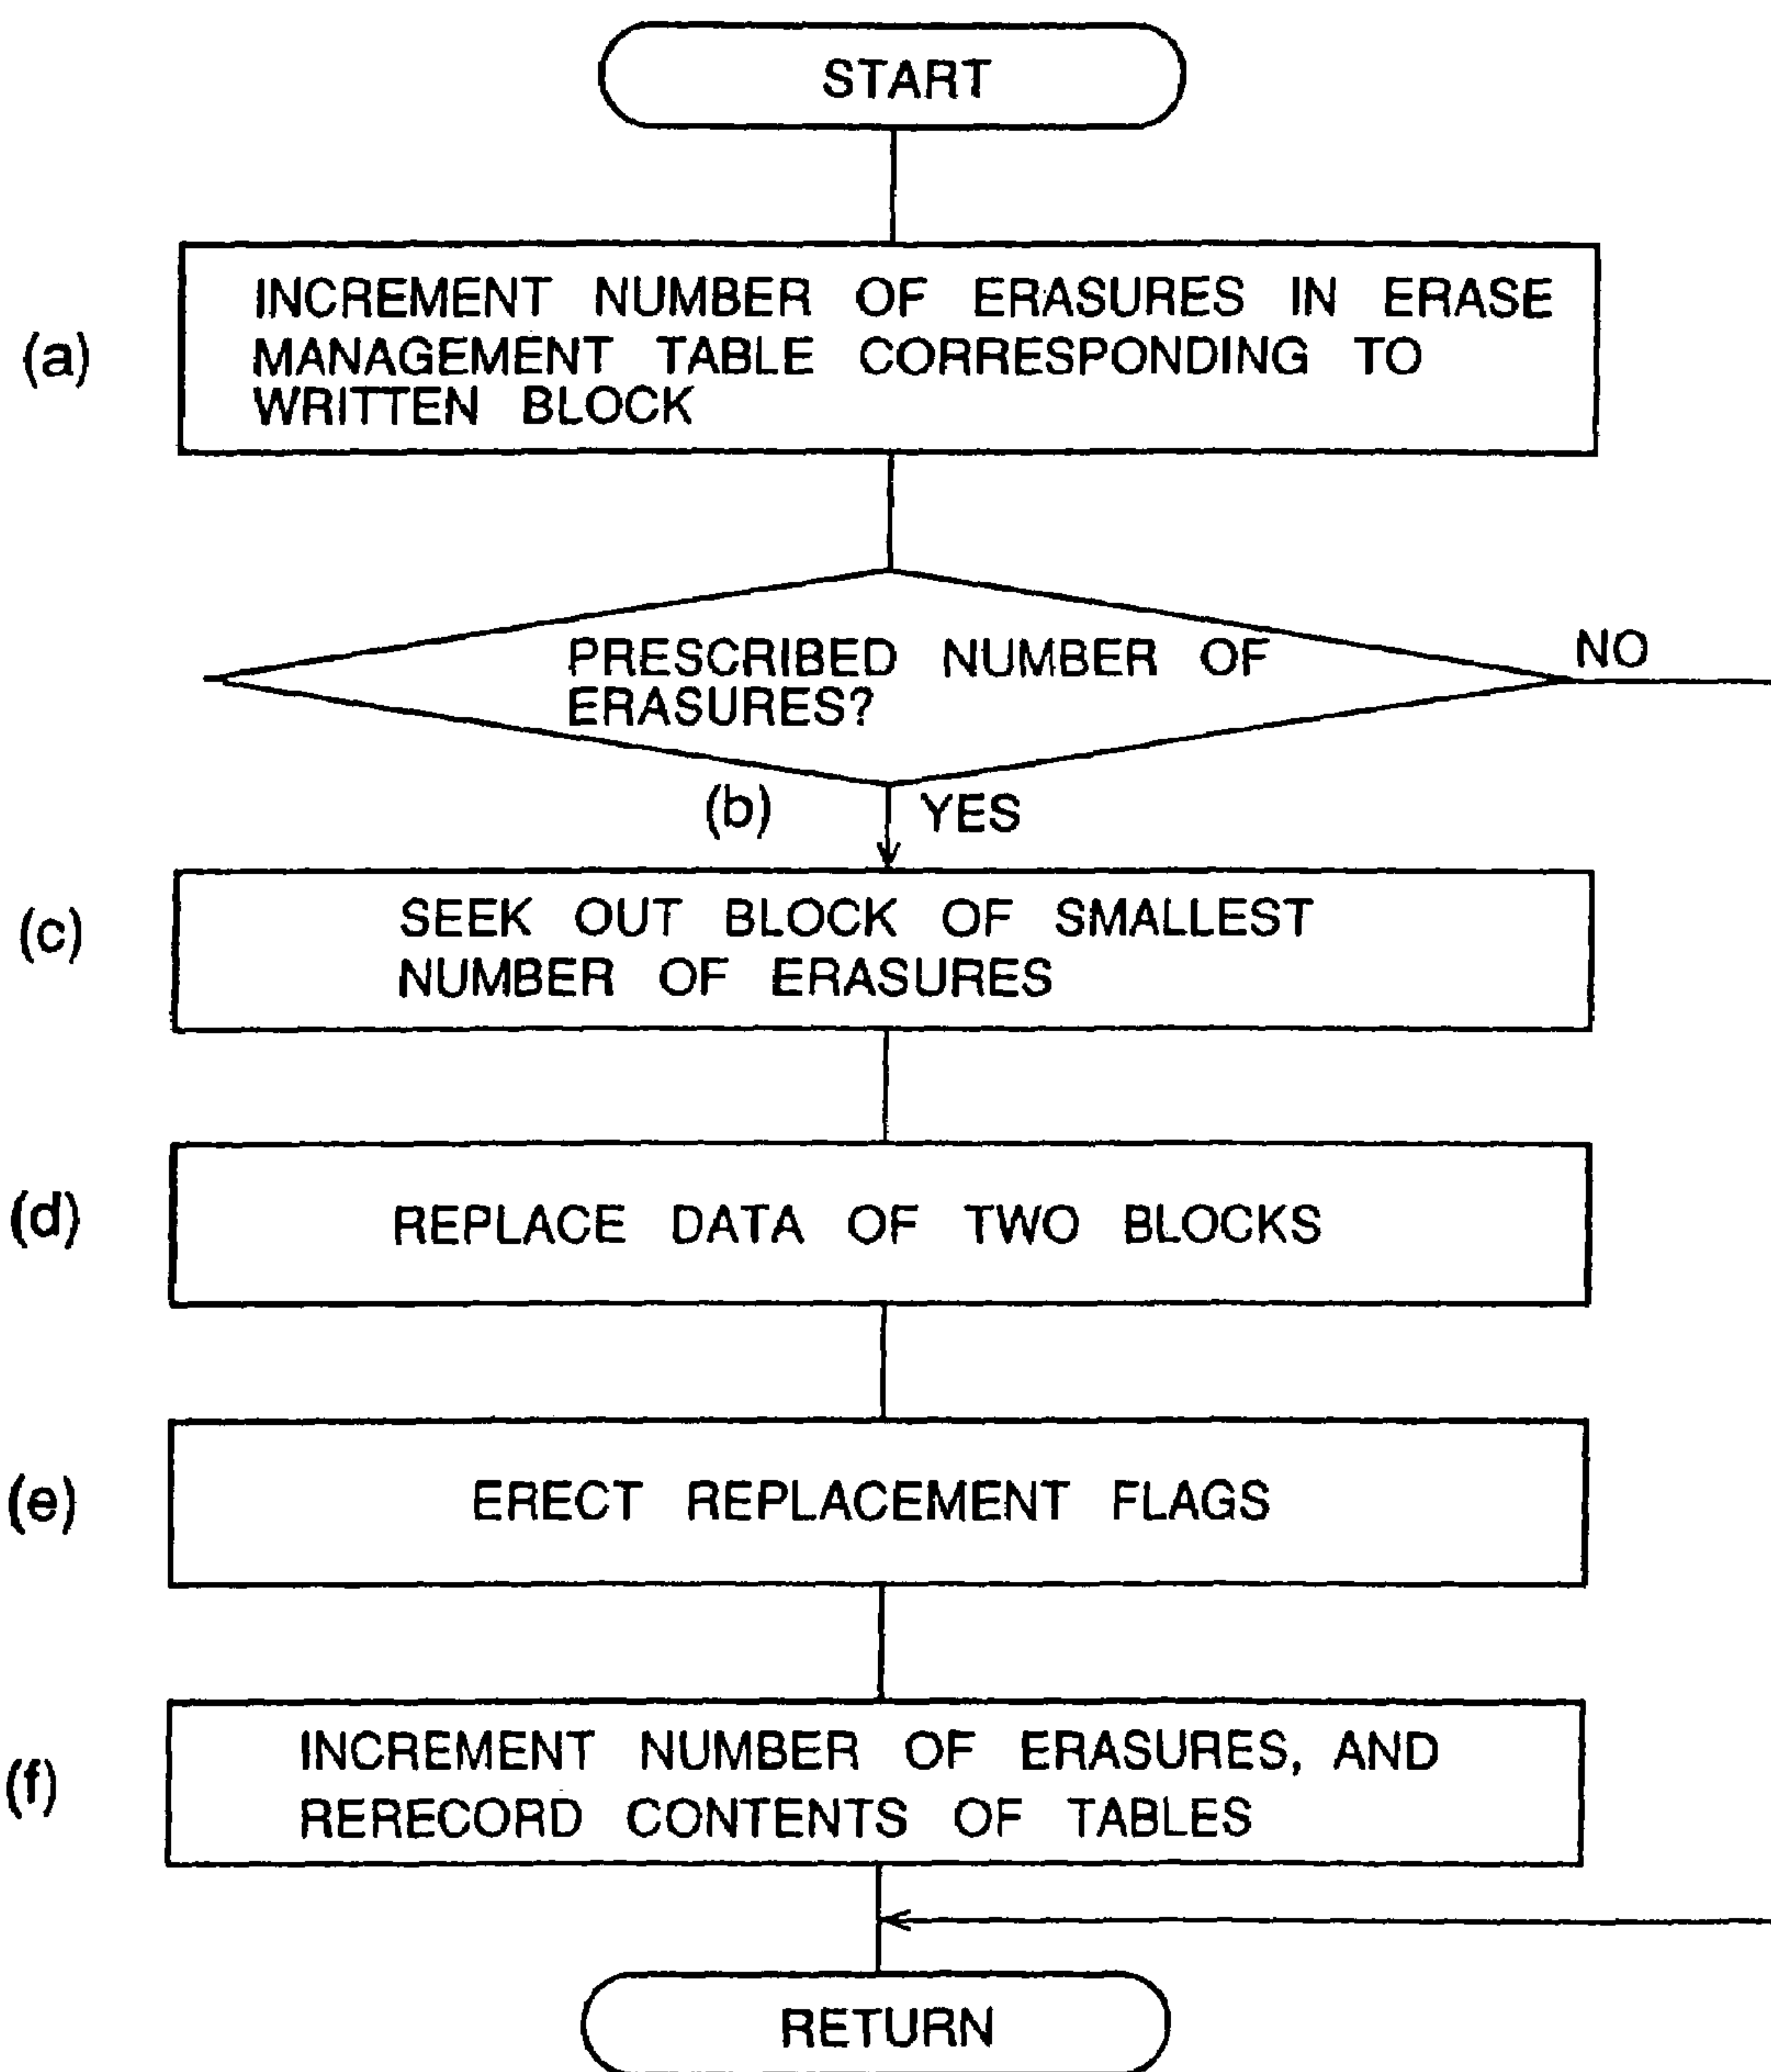 START
(a)
INCREMENT NUMBER OF ERASURES IN ERASE
MANAGEMENT TABLE CORRESPONDING TO
WRITTEN BLOCK
PRESCRIBED NUMBER OF
ERASURES?
NO
(b)
YES
(c)
SEEK OUT BLOCK OF SMALLEST
NUMBER OF ERASURES
(d)
REPLACE DATA OF TWO BLOCKS
(e)
ERECT REPLACEMENT FLAGS
(f)
INCREMENT NUMBER OF ERASURES, AND
RERECORD CONTENTS OF TABLES
RETURN